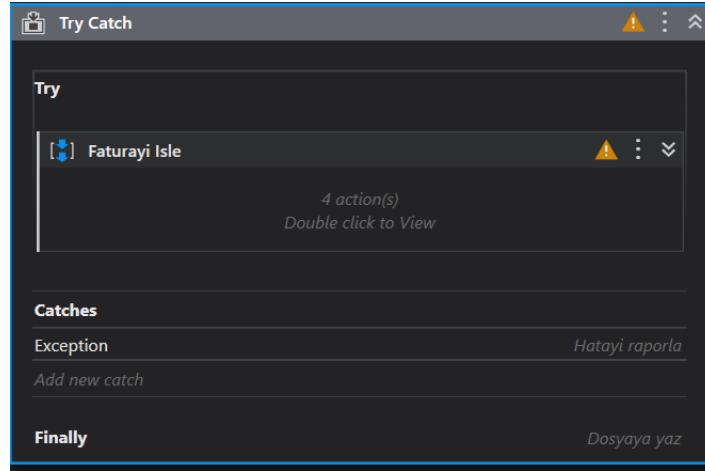 Try Catch
Try
Faturayi Isle
4 action(s)
Double click to View
Catches
Exception Hatayi raporla
Add new catch
Finally Dosyaya yaz